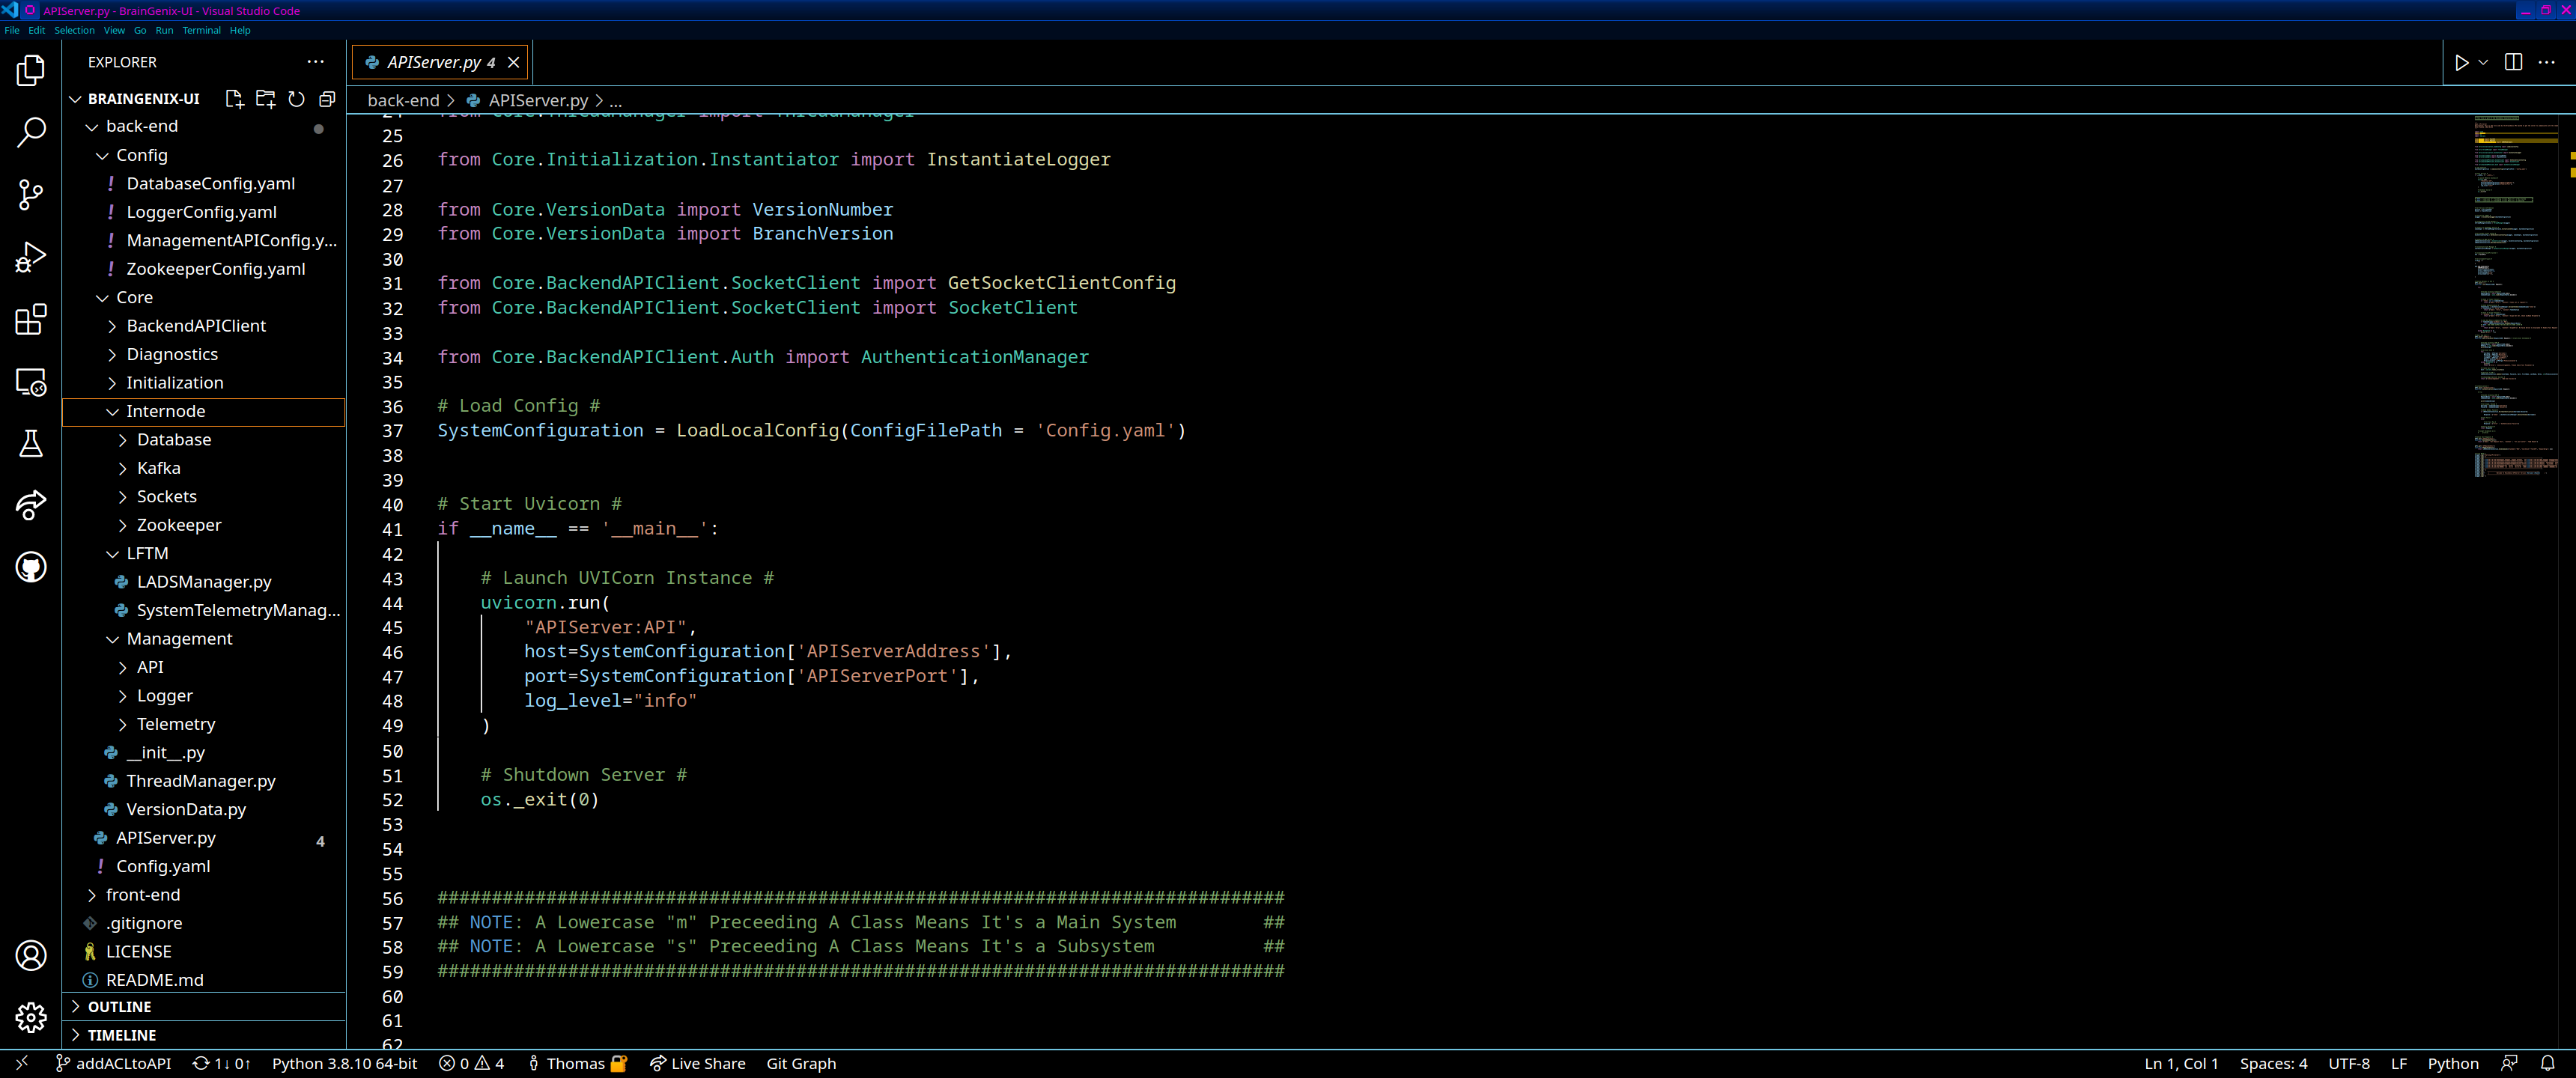 APIServer.py - BrainGenix-UI - Visual Studio Code
File Edit Selection View Go Run Terminal Help
EXPLORER
BRAINGENIX-UI
back-end
Config
DatabaseConfig.yaml
LoggerConfig.yaml
ManagementAPIConfig.y...
ZookeeperConfig.yaml
Core
BackendAPIClient
Diagnostics
Initialization
Internode
Database
Kafka
Sockets
Zookeeper
LFTM
LADSManager.py
SystemTelemetryManag...
Management
API
Logger
Telemetry
__init__.py
ThreadManager.py
VersionData.py
APIServer.py 4
Config.yaml
front-end
.gitignore
LICENSE
README.md
OUTLINE
TIMELINE
APIServer.py 4
back-end > APIServer.py > ...
24 from Core.ThreadManager import ThreadManager
25
26 from Core.Initialization.Instantiator import InstantiateLogger
27
28 from Core.VersionData import VersionNumber
29 from Core.VersionData import BranchVersion
30
31 from Core.BackendAPIClient.SocketClient import GetSocketClientConfig
32 from Core.BackendAPIClient.SocketClient import SocketClient
33
34 from Core.BackendAPIClient.Auth import AuthenticationManager
35
36 # Load Config #
37 SystemConfiguration = LoadLocalConfig(ConfigFilePath = 'Config.yaml')
38
39
40 # Start Uvicorn #
41 if __name__ == '__main__':
42
43     # Launch UVICorn Instance #
44     uvicorn.run(
45         "APIServer:API",
46         host=SystemConfiguration['APIServerAddress'],
47         port=SystemConfiguration['APIServerPort'],
48         log_level="info"
49     )
50
51     # Shutdown Server #
52     os._exit(0)
53
54
55
56 ##############################################################################
57 ## NOTE: A Lowercase "m" Preceeding A Class Means It's a Main System        ##
58 ## NOTE: A Lowercase "s" Preceeding A Class Means It's a Subsystem          ##
59 ##############################################################################
60
61
62
addACLtoAPI 1↓ 0↑ Python 3.8.10 64-bit 0 4 Thomas Live Share Git Graph Ln 1, Col 1 Spaces: 4 UTF-8 LF Python